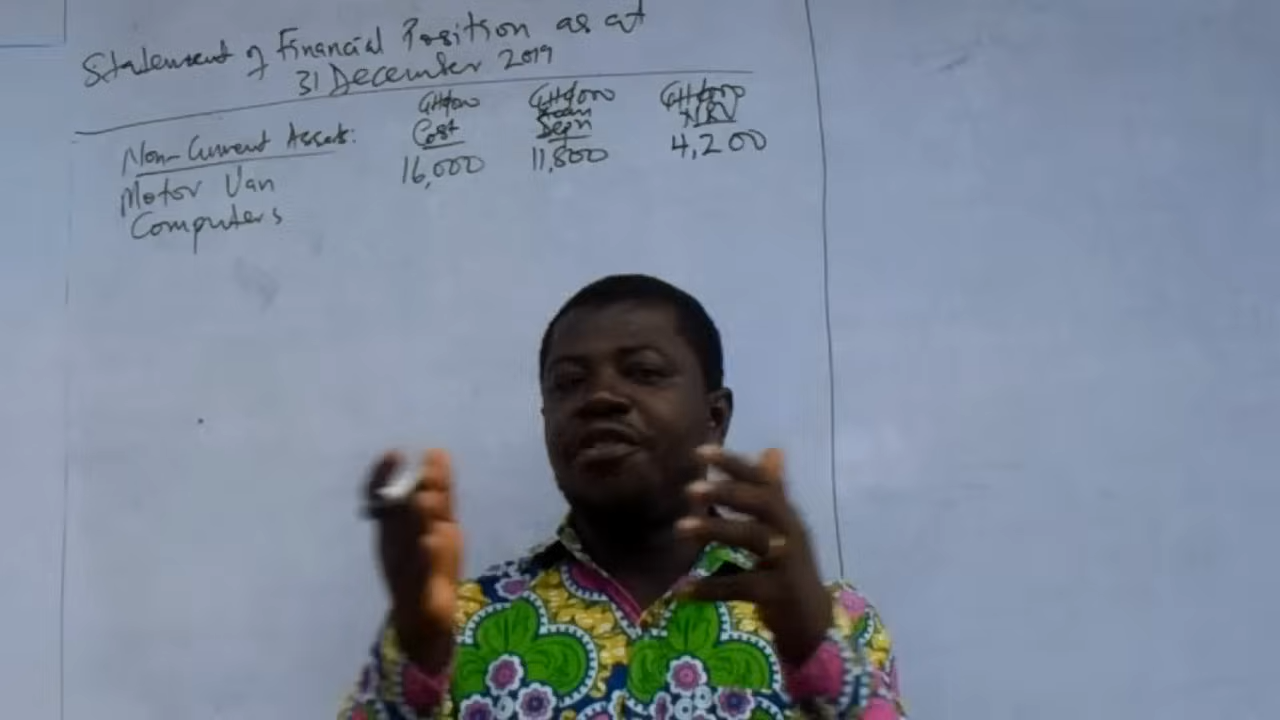 Statement of Financial Position as at
31 December 2019
GH¢000 GH¢000 GH¢000
Non-Current Assets: Cost Accum Depn NBV
Motor Van 16,000 11,800 4,200
Computers